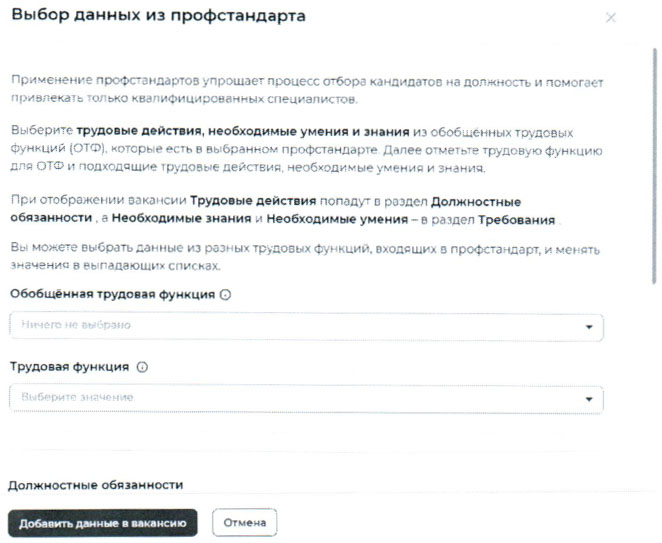 Выбор данных из профстандарта
Применение профстандартов упрощает процесс отбора кандидатов на должность и помогает
привлекать только квалифицированных специалистов.
Выберите трудовые действия, необходимые умения и знания из обобщённых трудовых
функций (ОТФ), которые есть в выбранном профстандарте. Далее отметьте трудовую функцию
для ОТФ и подходящие трудовые действия, необходимые умения и знания.
При отображении вакансии Трудовые действия попадут в раздел Должностные
обязанности , а Необходимые знания и Необходимые умения – в раздел Требования .
Вы можете выбрать данные из разных трудовых функций, входящих в профстандарт, и менять
значения в выпадающих списках.
Обобщённая трудовая функция
Ничего не выбрано
Трудовая функция
Выберите значение
Должностные обязанности
Добавить данные в вакансию Отмена